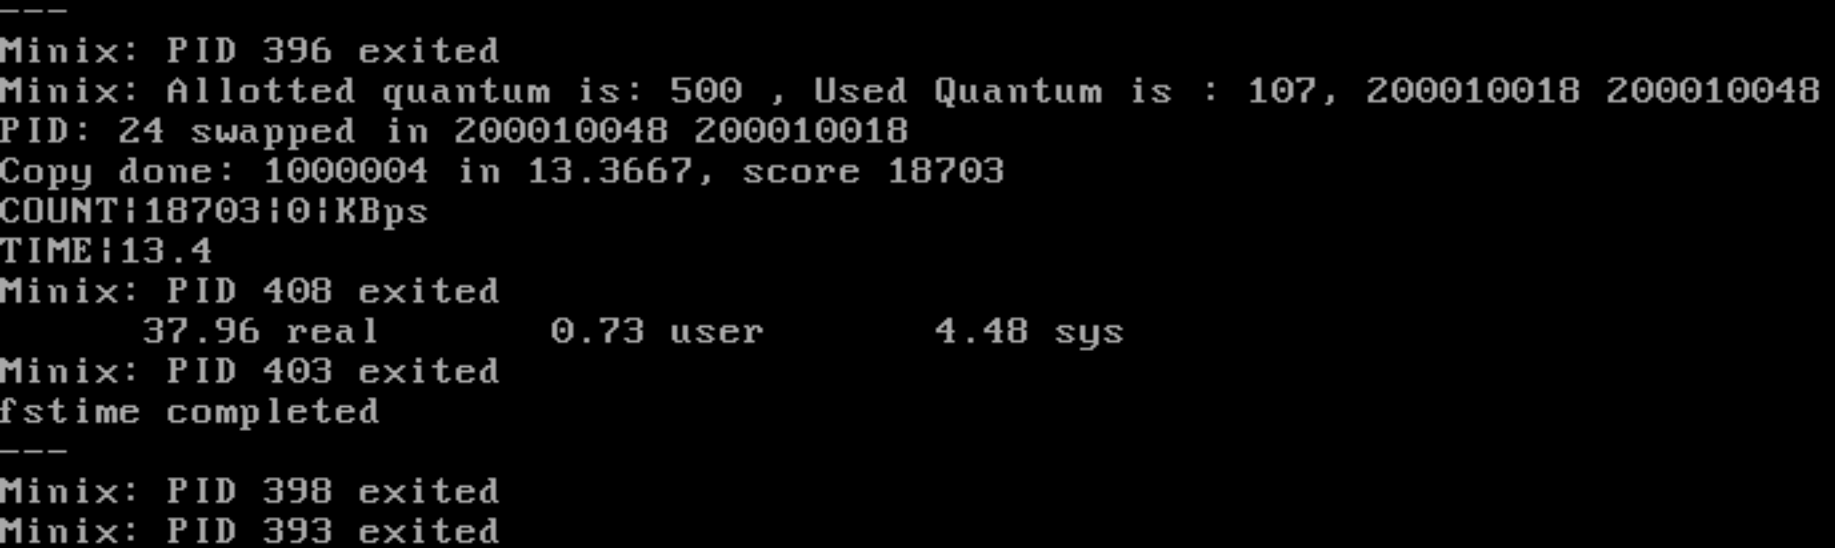 ---
Minix: PID 396 exited
Minix: Allotted quantum is: 500 , Used Quantum is : 107, 200010018 200010048
PID: 24 swapped in 200010048 200010018
Copy done: 1000004 in 13.3667, score 18703
COUNT|18703|0|KBps
TIME|13.4
Minix: PID 408 exited
      37.96 real       0.73 user       4.48 sys
Minix: PID 403 exited
fstime completed
---
Minix: PID 398 exited
Minix: PID 393 exited